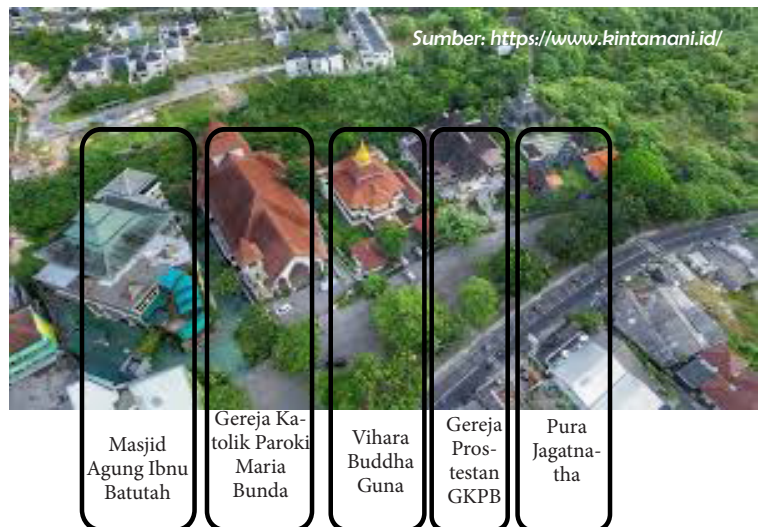 Sumber: https://www.kintamani.id/
Masjid
Agung Ibnu
Batutah
Gereja Ka-
tolik Paroki
Maria
Bunda
Vihara
Buddha
Guna
Gereja
Pros-
testan
GKPB
Pura
Jagatna-
tha